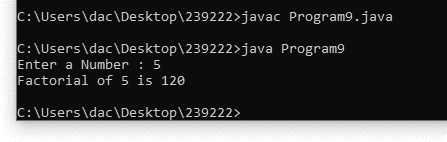 C:\Users\dac\Desktop\239222>javac Program9.java
C:\Users\dac\Desktop\239222>java Program9
Enter a Number : 5
Factorial of 5 is 120
C:\Users\dac\Desktop\239222>